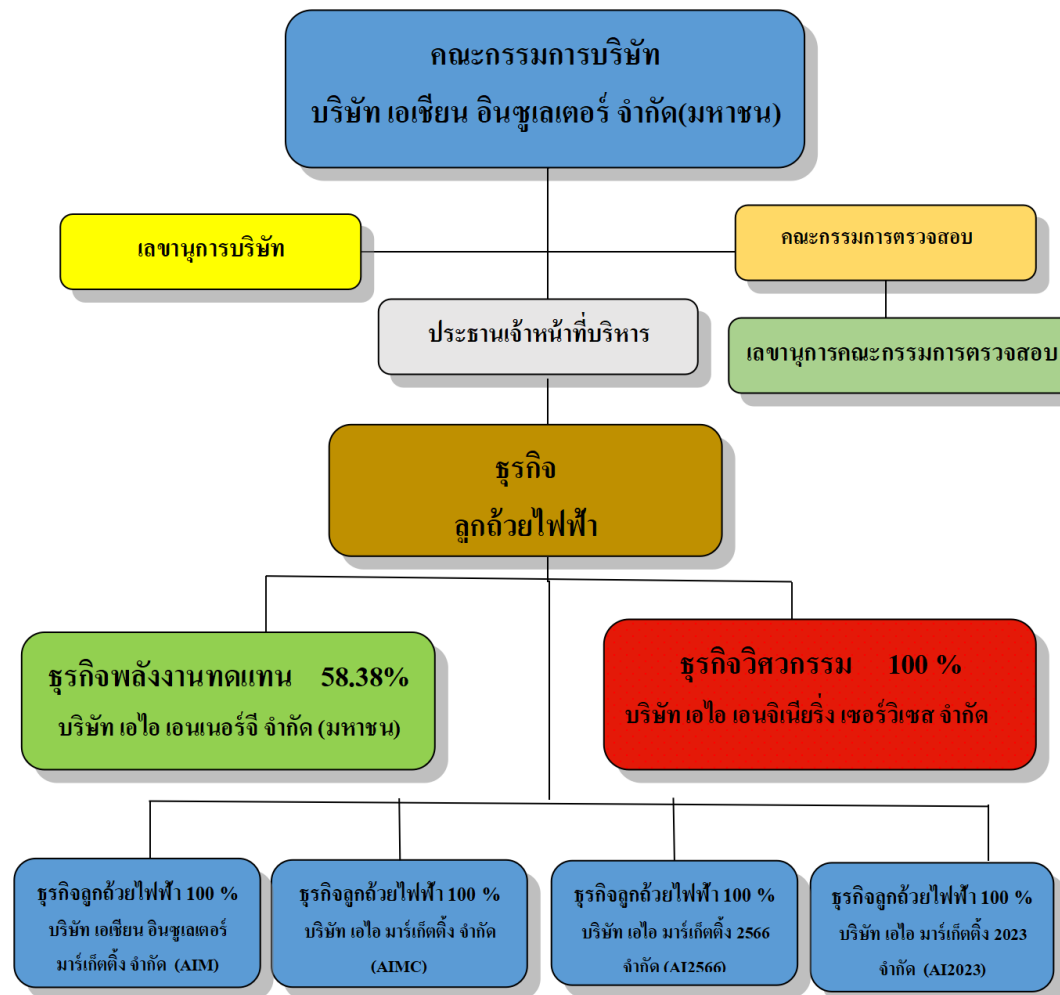 คณะกรรมการบริษัท
บริษัท เอเชียน อินซูเลเตอร์ จำกัด(มหาชน)
เลขานุการบริษัท
คณะกรรมการตรวจสอบ
ประธานเจ้าหน้าที่บริหาร
เลขานุการคณะกรรมการตรวจสอบ
ธุรกิจ
ลูกถ้วยไฟฟ้า
ธุรกิจพลังงานทดแทน 58.38%
บริษัท เอไอ เอนเนอร์จี จำกัด (มหาชน)
ธุรกิจวิศวกรรม 100 %
บริษัท เอไอ เอนจิเนียริ่ง เซอร์วิเซส จำกัด
ธุรกิจลูกถ้วยไฟฟ้า 100 %
บริษัท เอเชียน อินซูเลเตอร์
มาร์เก็ตติ้ง จำกัด (AIM)
ธุรกิจลูกถ้วยไฟฟ้า 100 %
บริษัท เอไอ มาร์เก็ตติ้ง จำกัด
(AIMC)
ธุรกิจลูกถ้วยไฟฟ้า 100 %
บริษัท เอไอ มาร์เก็ตติ้ง 2566
จำกัด (AI2566)
ธุรกิจลูกถ้วยไฟฟ้า 100 %
บริษัท เอไอ มาร์เก็ตติ้ง 2023
จำกัด (AI2023)